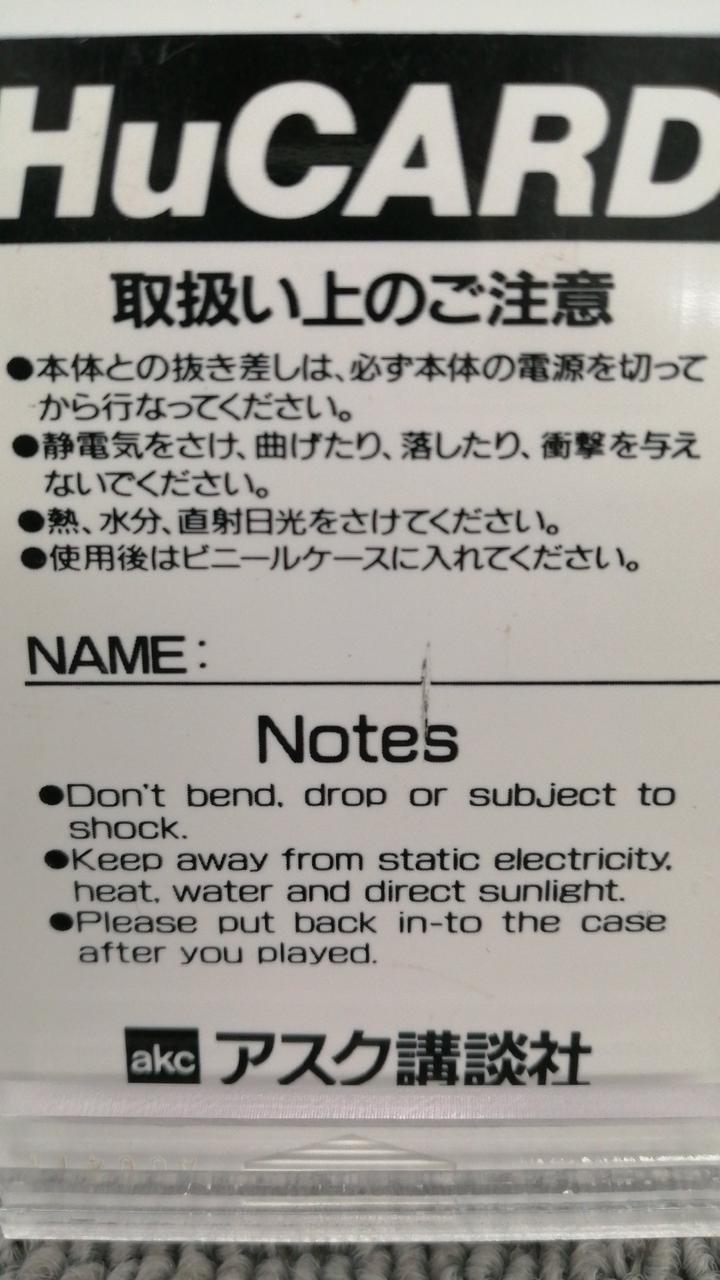 HuCARD
取扱い上のご注意
●本体との抜き差しは、必ず本体の電源を切って
から行なってください。
●静電気をさけ、曲げたり、落したり、衝撃を与え
ないでください。
●熱、水分、直射日光をさけてください。
●使用後はビニールケースに入れてください。
NAME:
Notes
●Don't bend, drop or subject to
shock.
●Keep away from static electricity,
heat, water and direct sunlight.
●Please put back in-to the case
after you played.
akc アスク講談社